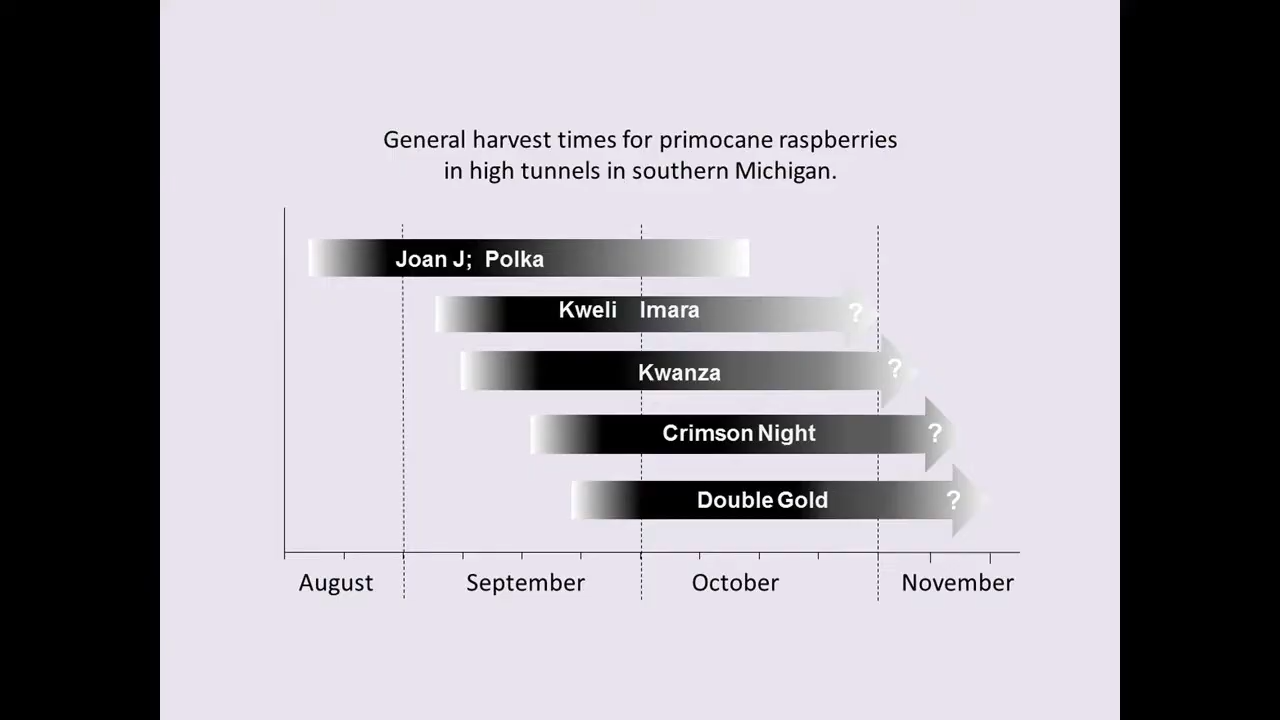 General harvest times for primocane raspberries
in high tunnels in southern Michigan.
Joan J; Polka
Kweli Imara ?
Kwanza ?
Crimson Night ?
Double Gold ?
August September October November